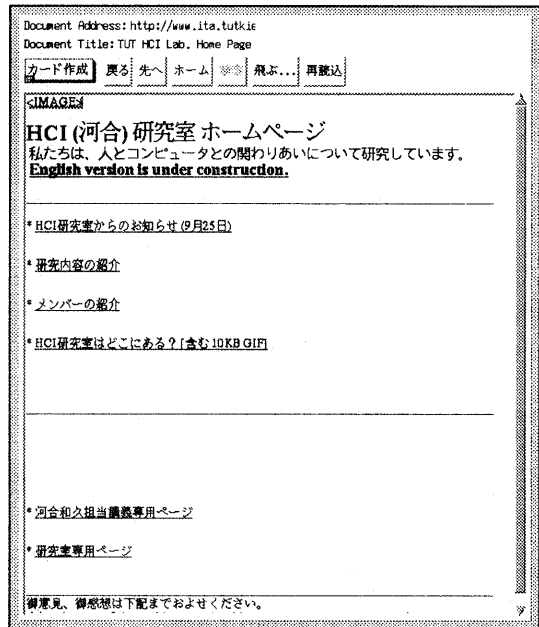 Document Address: http://www.ita.tutkie
Document Title: TUT HCI Lab. Home Page
カード作成 戻る 先へ ホーム 飛ぶ... 再読込
<IMAGE>
HCI (河合) 研究室 ホームページ
私たちは、人とコンピュータとの関わりあいについて研究しています。
English version is under construction.
* HCI研究室からのお知らせ (9月25日)
* 研究内容の紹介
* メンバーの紹介
* HCI研究室はどこにある? [含む 10KB GIF]
* 河合和久担当講義専用ページ
* 研究室専用ページ
御意見、御感想は下記までおよせください。